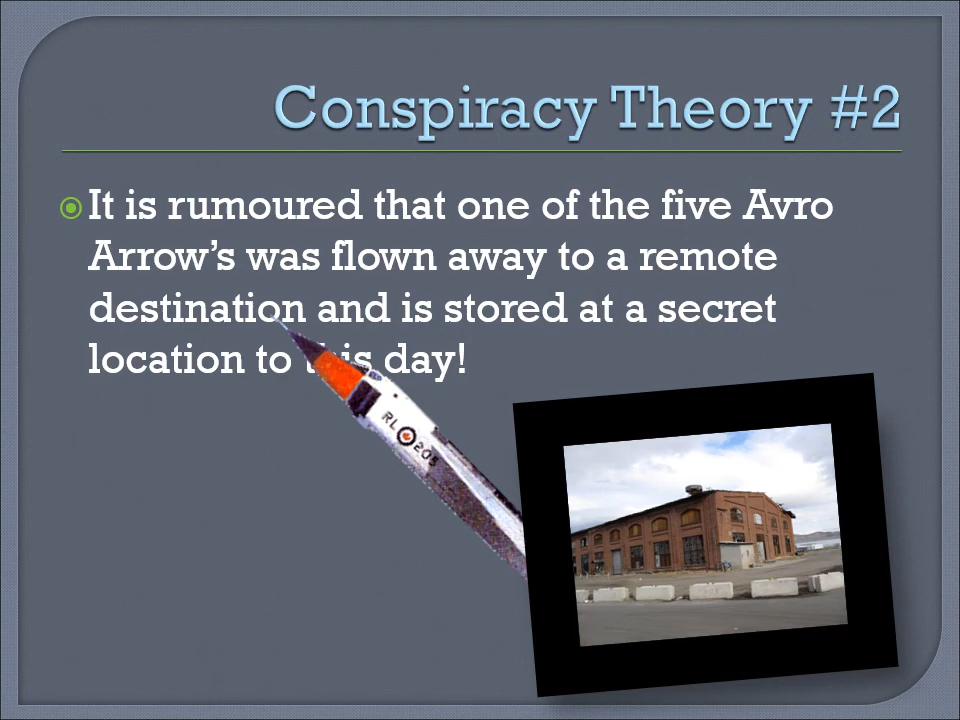 Conspiracy Theory #2
It is rumoured that one of the five Avro
Arrow’s was flown away to a remote
destination and is stored at a secret
location to this day!
RL 205